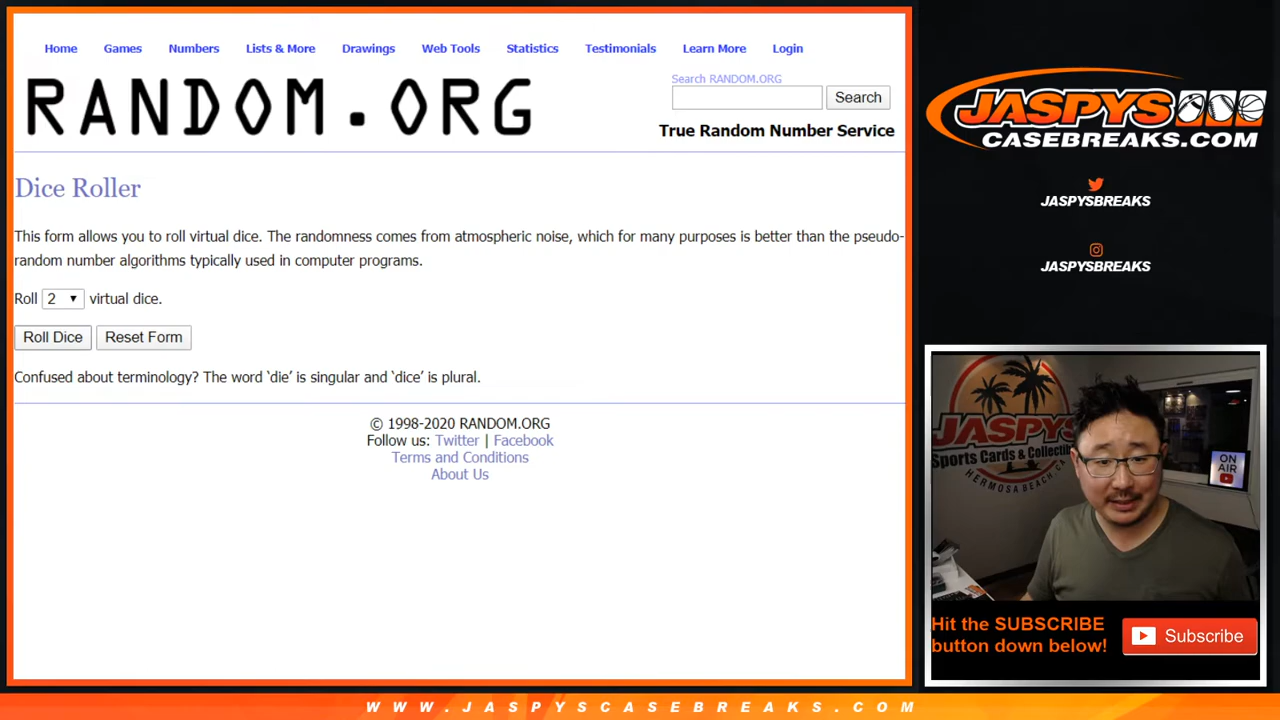 Home Games Numbers Lists & More Drawings Web Tools Statistics Testimonials Learn More Login
RANDOM.ORG
Search RANDOM.ORG
Search
True Random Number Service
Dice Roller
This form allows you to roll virtual dice. The randomness comes from atmospheric noise, which for many purposes is better than the pseudo-
random number algorithms typically used in computer programs.
Roll 2 virtual dice.
Roll Dice Reset Form
Confused about terminology? The word ‘die’ is singular and ‘dice’ is plural.
© 1998-2020 RANDOM.ORG
Follow us: Twitter | Facebook
Terms and Conditions
About Us
JASPYS
CASEBREAKS.COM
JASPYSBREAKS
JASPYSBREAKS
JASPYS
Sports Cards & Collectib
HERMOSA BEACH CA
ON
AIR
Hit the SUBSCRIBE
button down below!
Subscribe
WWW.JASPYSCASEBREAKS.COM